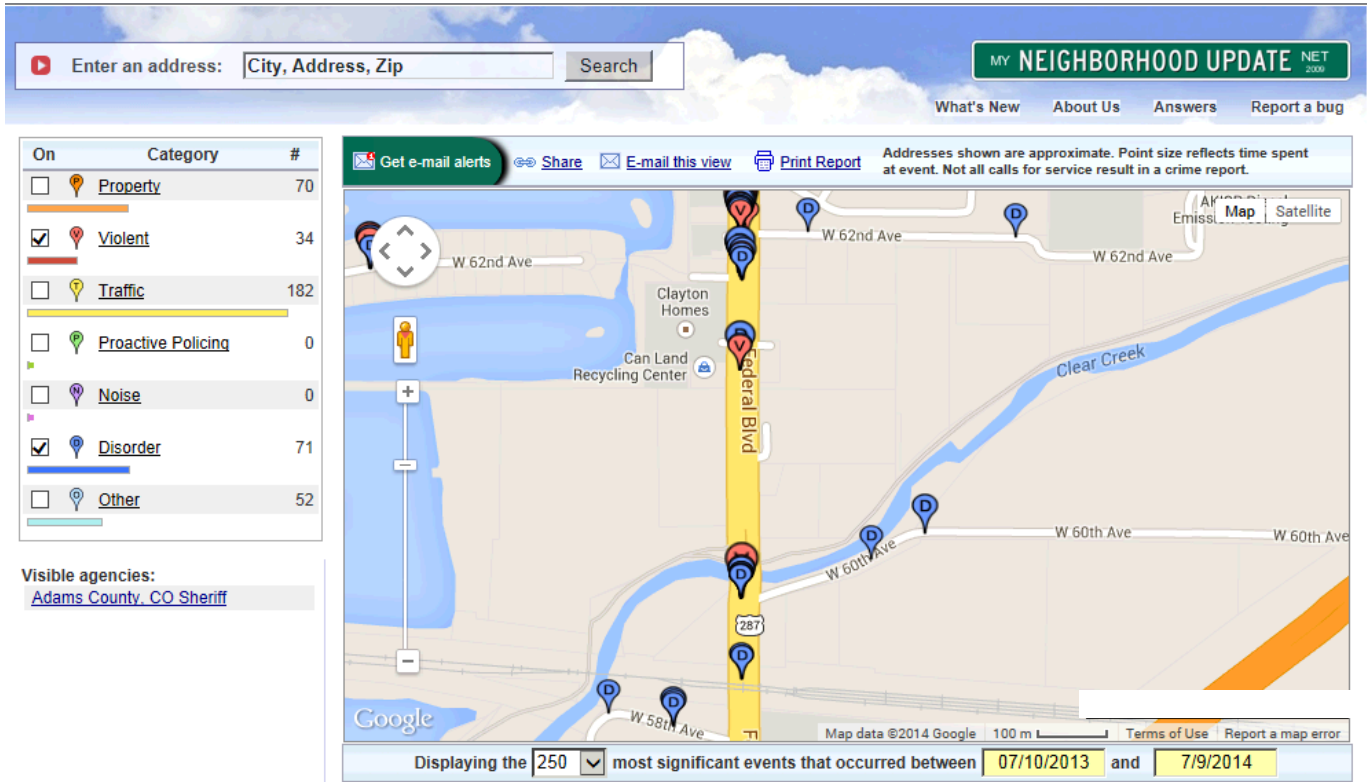 Enter an address: City, Address, Zip Search
MY NEIGHBORHOOD UPDATE NET 2009
What's New About Us Answers Report a bug
On Category #
P Property 70
V Violent 34
T Traffic 182
P Proactive Policing 0
N Noise 0
D Disorder 71
O Other 52
Visible agencies:
Adams County, CO Sheriff
Get e-mail alerts Share E-mail this view Print Report
Addresses shown are approximate. Point size reflects time spent
at event. Not all calls for service result in a crime report.
Map Satellite
V
D
D
W 62nd Ave
W 62nd Ave
W 62nd Ave
D
Clayton
Homes
Can Land
Recycling Center
V
Federal Blvd
Clear Creek
D
D
W 60th Ave
W 60th Ave
W 60th Ave
D
287
D
D
D
W 58th Ave
F
Google
Map data ©2014 Google 100 m Terms of Use Report a map error
Displaying the 250 most significant events that occurred between 07/10/2013 and 7/9/2014